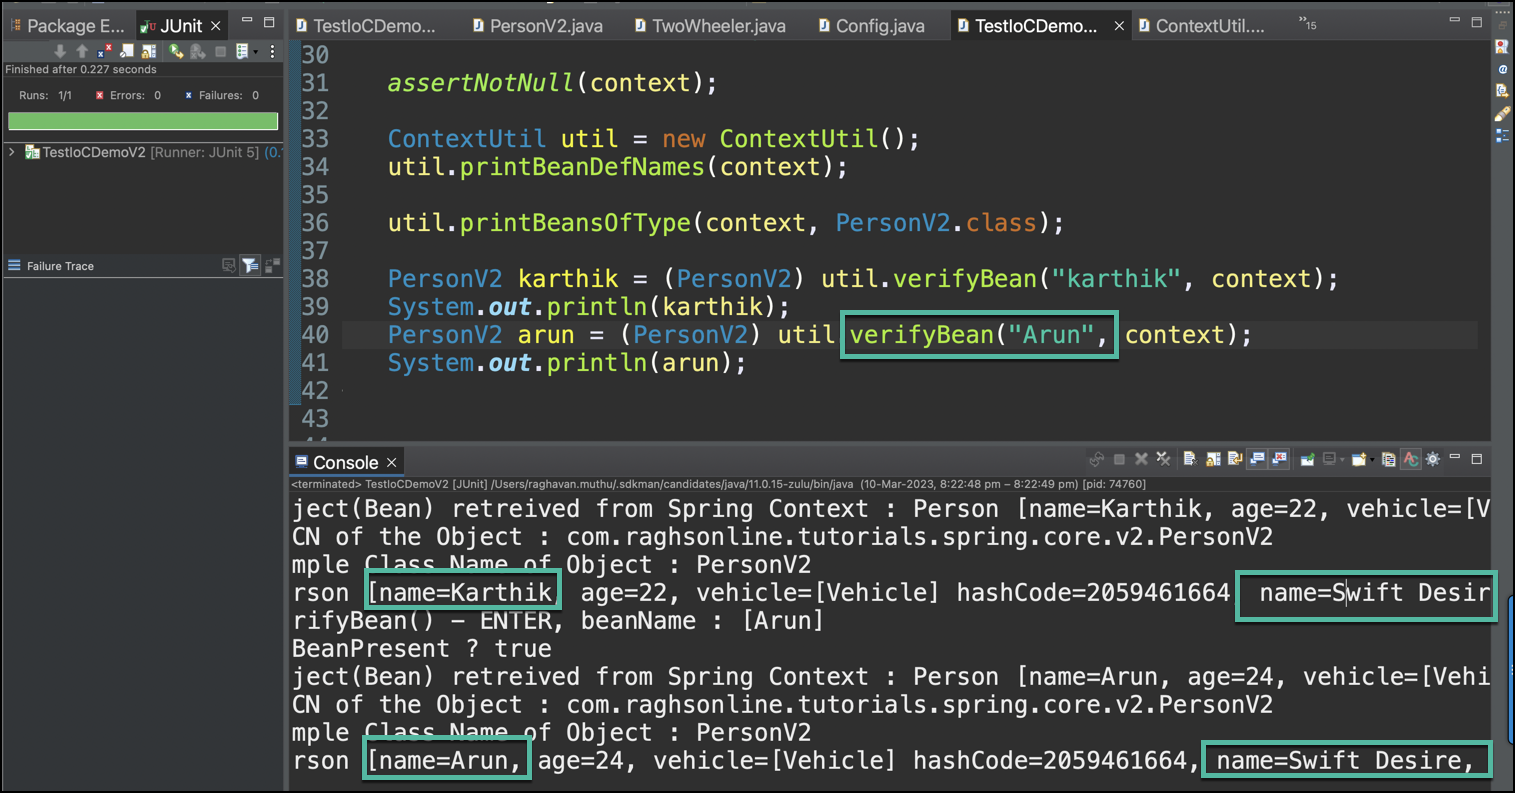 Package E... JUnit ×
TestIoCDemo... PersonV2.java TwoWheeler.java Config.java TestIoCDemo... × ContextUtil.... »15
Finished after 0.227 seconds
Runs: 1/1 Errors: 0 Failures: 0
TestIoCDemoV2 [Runner: JUnit 5] (0.
Failure Trace
30
31 assertNotNull(context);
32
33 ContextUtil util = new ContextUtil();
34 util.printBeanDefNames(context);
35
36 util.printBeansOfType(context, PersonV2.class);
37
38 PersonV2 karthik = (PersonV2) util.verifyBean("karthik", context);
39 System.out.println(karthik);
40 PersonV2 arun = (PersonV2) util verifyBean("Arun", context);
41 System.out.println(arun);
42
43
Console ×
<terminated> TestIoCDemoV2 [JUnit] /Users/raghavan.muthu/.sdkman/candidates/java/11.0.15-zulu/bin/java (10-Mar-2023, 8:22:48 pm – 8:22:49 pm) [pid: 74760]
ject(Bean) retreived from Spring Context : Person [name=Karthik, age=22, vehicle=[V
CN of the Object : com.raghsonline.tutorials.spring.core.v2.PersonV2
mple Class Name of Object : PersonV2
rson [name=Karthik, age=22, vehicle=[Vehicle] hashCode=2059461664, name=Swift Desir
rifyBean() - ENTER, beanName : [Arun]
BeanPresent ? true
ject(Bean) retreived from Spring Context : Person [name=Arun, age=24, vehicle=[Vehi
CN of the Object : com.raghsonline.tutorials.spring.core.v2.PersonV2
mple Class Name of Object : PersonV2
rson [name=Arun, age=24, vehicle=[Vehicle] hashCode=2059461664, name=Swift Desire,